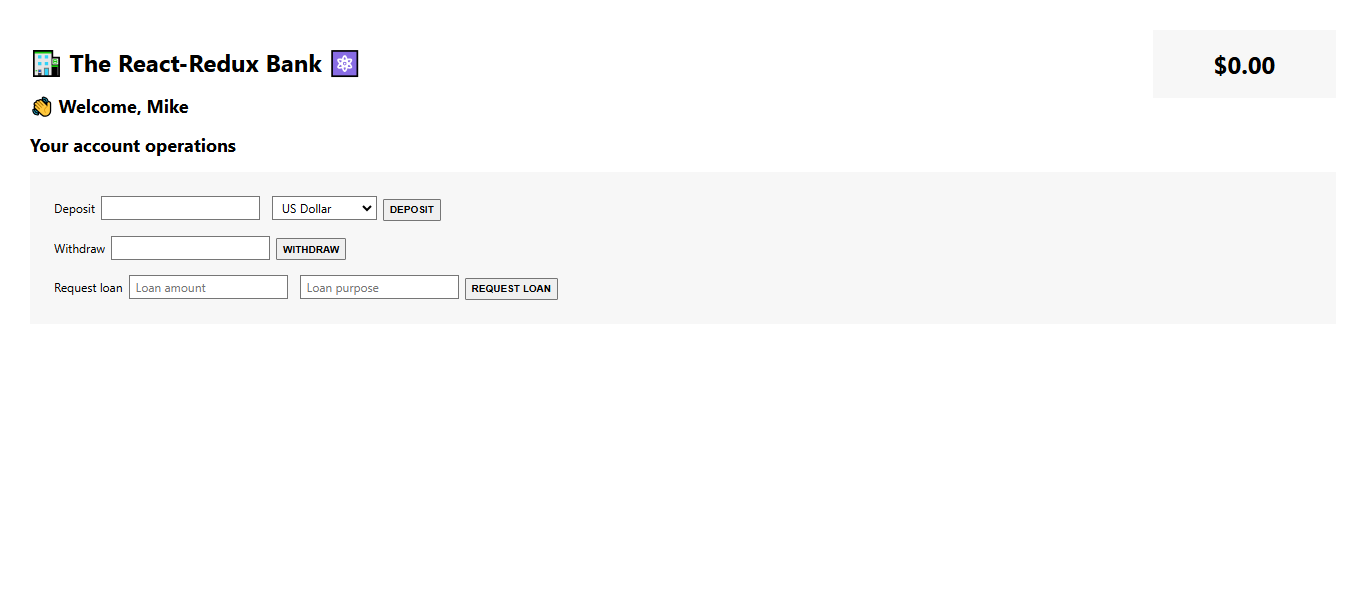 🏦 The React-Redux Bank ⚛️
$0.00
👋 Welcome, Mike
Your account operations
Deposit US Dollar DEPOSIT
Withdraw WITHDRAW
Request loan Loan amount Loan purpose REQUEST LOAN